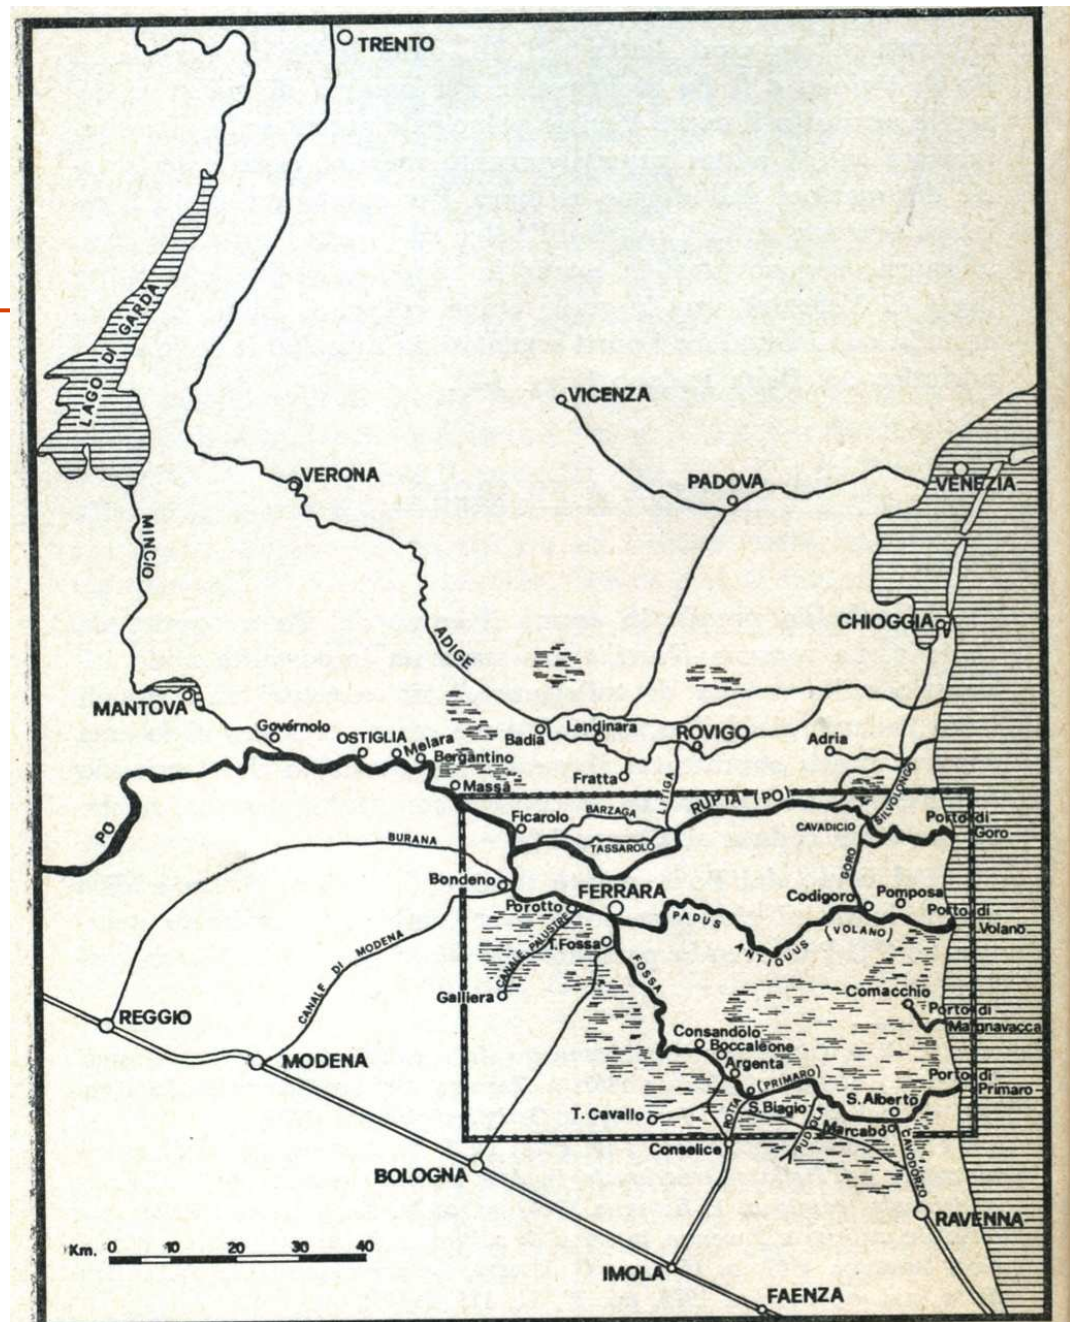 TRENTO
LAGO DI GARDA
VICENZA
VERONA
PADOVA
VENEZIA
MINCIO
ADIGE
CHIOGGIA
MANTOVA
Govérnolo
OSTIGLIA
Melara
Bergantino
Massa
Badia
Lendinara
ROVIGO
Adria
Fratta
PO
Ficarolo
BARZAGA
LITIGA
RUPTA (PO)
TASSAROLO
CAVADICIO
SILVOLONGO
Porto di
Goro
BURANA
Bondeno
Porotto
FERRARA
GORO
Codigoro
Pomposa
Porto di
Volano
PADUS ANTIQUUS
(VOLANO)
CANALE PALUSTRE
T.Fossa
FOSSA
CANALE DI MODENA
Galliera
Comacchio
Porto di
Magnavacca
REGGIO
MODENA
Consandolo
Boccaleone
Argenta
(PRIMARO)
Porto di
Primaro
T. Cavallo
S.Biagio
S.Alberto
ROTTA
PUDIOLA
Marcabò
Conselice
BOLOGNA
RAVENNA
Km. 0 10 20 30 40
IMOLA
FAENZA